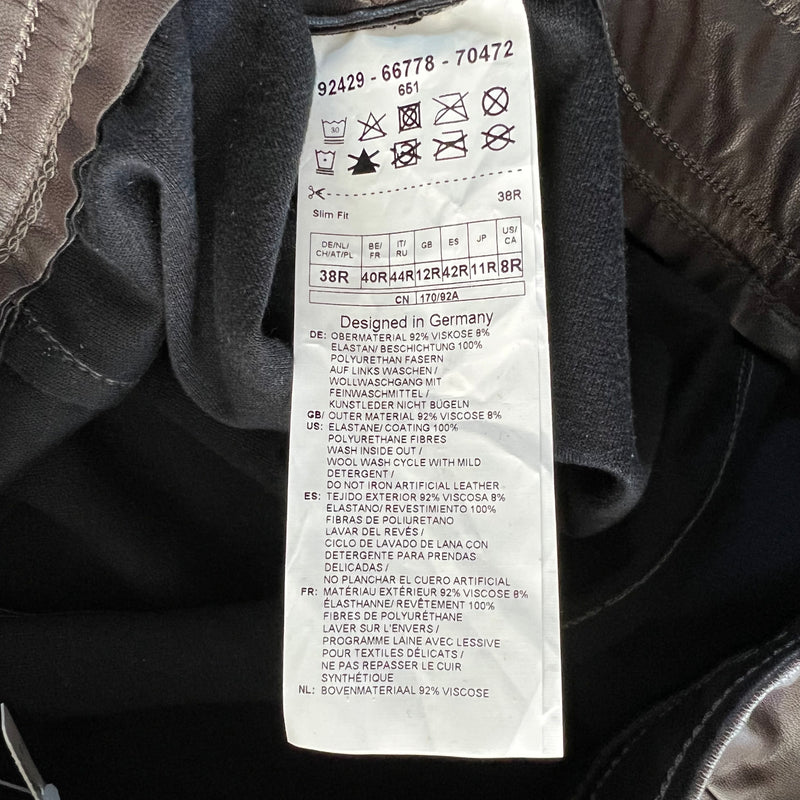 92429 - 66778 - 70472
651
30
38R
Slim Fit
DE/NL/ CH/AT/PL BE/ FR IT/ RU GB ES JP US/ CA
38R 40R 44R 12R 42R 11R 8R
CN 170/92A
Designed in Germany
DE: OBERMATERIAL 92% VISKOSE 8%
ELASTAN/ BESCHICHTUNG 100%
POLYURETHAN FASERN
AUF LINKS WASCHEN /
WOLLWASCHGANG MIT
FEINWASCHMITTEL /
KUNSTLEDER NICHT BÜGELN
GB/ OUTER MATERIAL 92% VISCOSE 8%
US: ELASTANE/ COATING 100%
POLYURETHANE FIBRES
WASH INSIDE OUT /
WOOL WASH CYCLE WITH MILD
DETERGENT /
DO NOT IRON ARTIFICIAL LEATHER
ES: TEJIDO EXTERIOR 92% VISCOSA 8%
ELASTANO/ REVESTIMIENTO 100%
FIBRAS DE POLIURETANO
LAVAR DEL REVÉS /
CICLO DE LAVADO DE LANA CON
DETERGENTE PARA PRENDAS
DELICADAS /
NO PLANCHAR EL CUERO ARTIFICIAL
FR: MATÉRIAU EXTÉRIEUR 92% VISCOSE 8%
ÉLASTHANNE/ REVÊTEMENT 100%
FIBRES DE POLYURÉTHANE
LAVER SUR L'ENVERS /
PROGRAMME LAINE AVEC LESSIVE
POUR TEXTILES DÉLICATS /
NE PAS REPASSER LE CUIR
SYNTHÉTIQUE
NL: BOVENMATERIAAL 92% VISCOSE